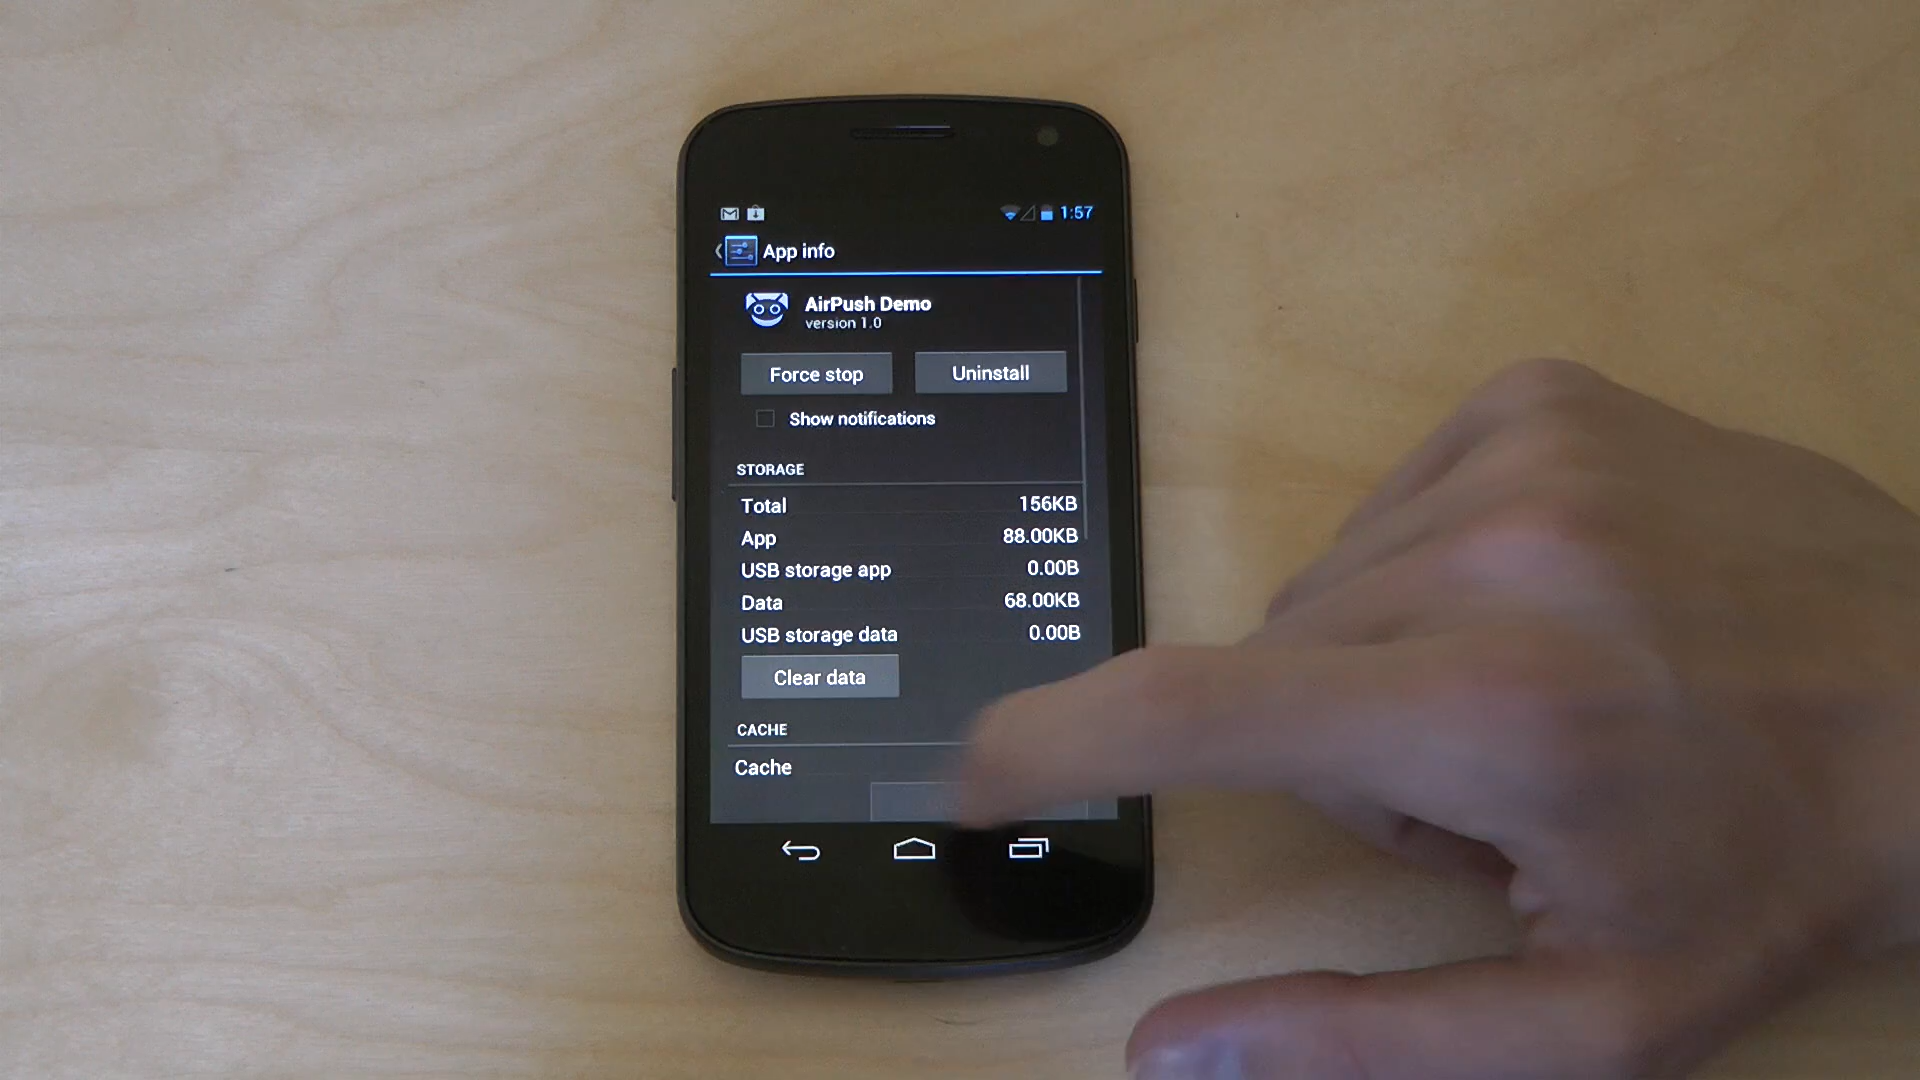 1:57
App info
AirPush Demo
version 1.0
Force stop
Uninstall
Show notifications
STORAGE
Total 156KB
App 88.00KB
USB storage app 0.00B
Data 68.00KB
USB storage data 0.00B
Clear data
CACHE
Cache